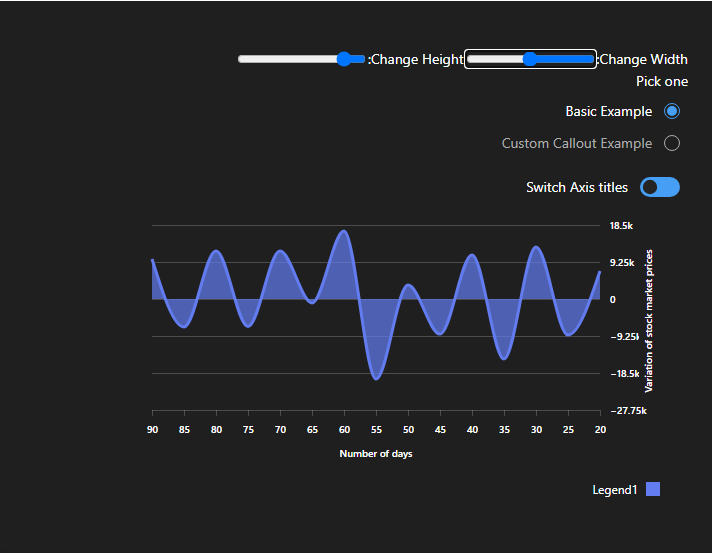 :Change Height :Change Width
Pick one
Basic Example
Custom Callout Example
Switch Axis titles
18.5k
9.25k
0
−9.25k
−18.5k
−27.75k
Variation of stock market prices
90 85 80 75 70 65 60 55 50 45 40 35 30 25 20
Number of days
Legend1